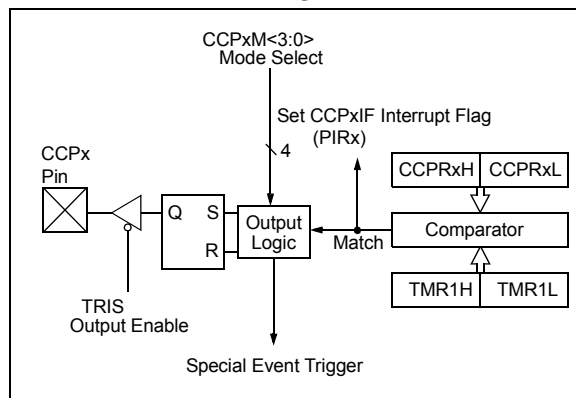 CCPxM<3:0>
Mode Select
Set CCPxIF Interrupt Flag
(PIRx)
4
CCPx
Pin
CCPRxH CCPRxL
Q S
R
Output
Logic
Match
Comparator
TRIS
Output Enable
TMR1H TMR1L
Special Event Trigger